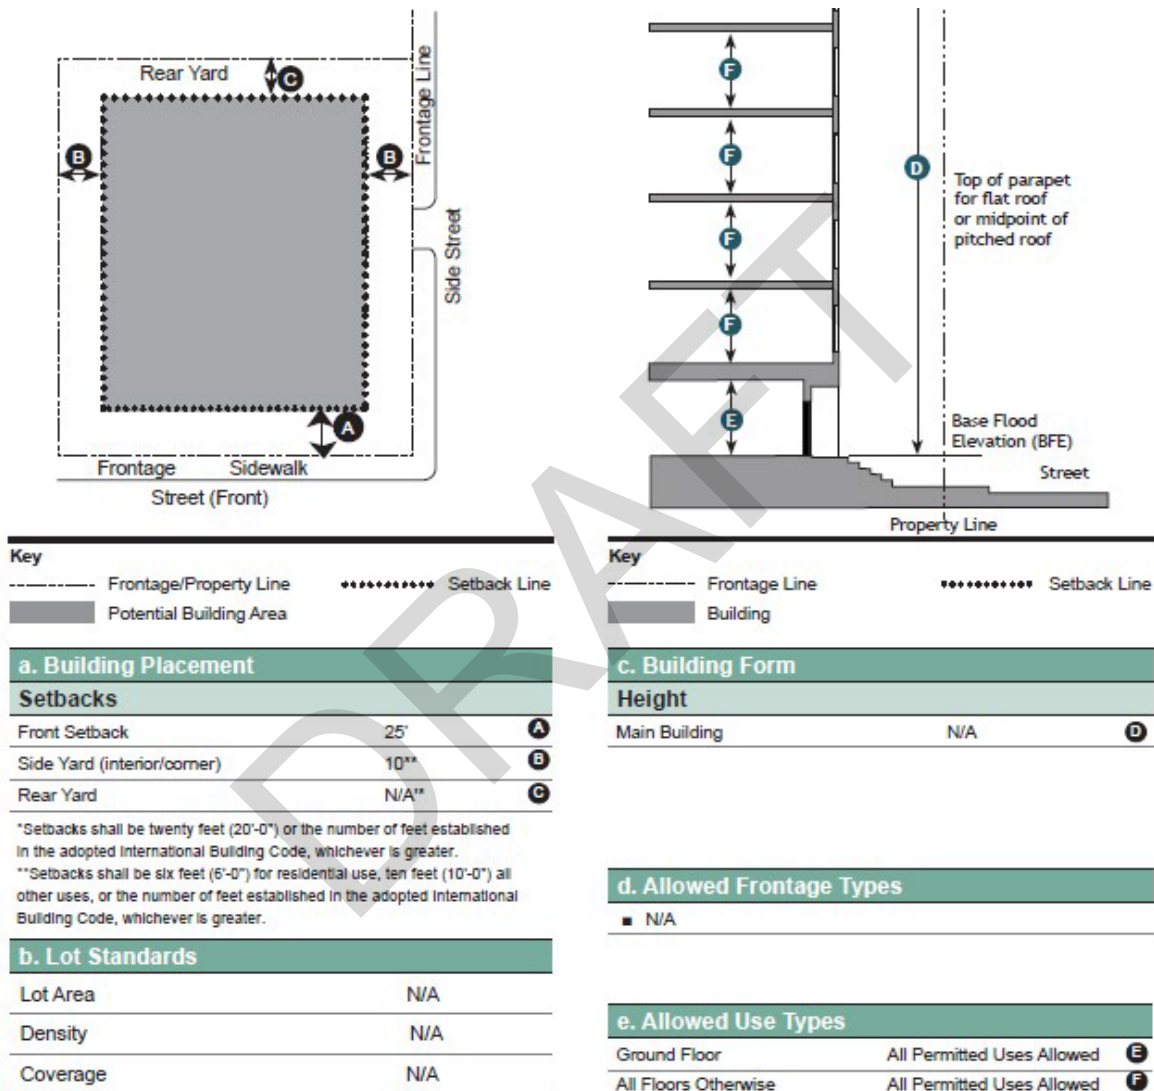 Rear Yard
C
B
B
Frontage Line
Side Street
A
Frontage Sidewalk
Street (Front)
F
F
F
F
E
D
Top of parapet
for flat roof
or midpoint of
pitched roof
Base Flood
Elevation (BFE)
Street
Property Line
DRAFT
Key
Frontage/Property Line Setback Line
Potential Building Area
a. Building Placement
Setbacks
Front Setback 25' A
Side Yard (interior/corner) 10** B
Rear Yard N/A** C
*Setbacks shall be twenty feet (20'-0") or the number of feet established
in the adopted International Building Code, whichever is greater.
**Setbacks shall be six feet (6'-0") for residential use, ten feet (10'-0") all
other uses, or the number of feet established in the adopted International
Building Code, whichever is greater.
b. Lot Standards
Lot Area N/A
Density N/A
Coverage N/A
Key
Frontage Line Setback Line
Building
c. Building Form
Height
Main Building N/A D
d. Allowed Frontage Types
■ N/A
e. Allowed Use Types
Ground Floor All Permitted Uses Allowed E
All Floors Otherwise All Permitted Uses Allowed F